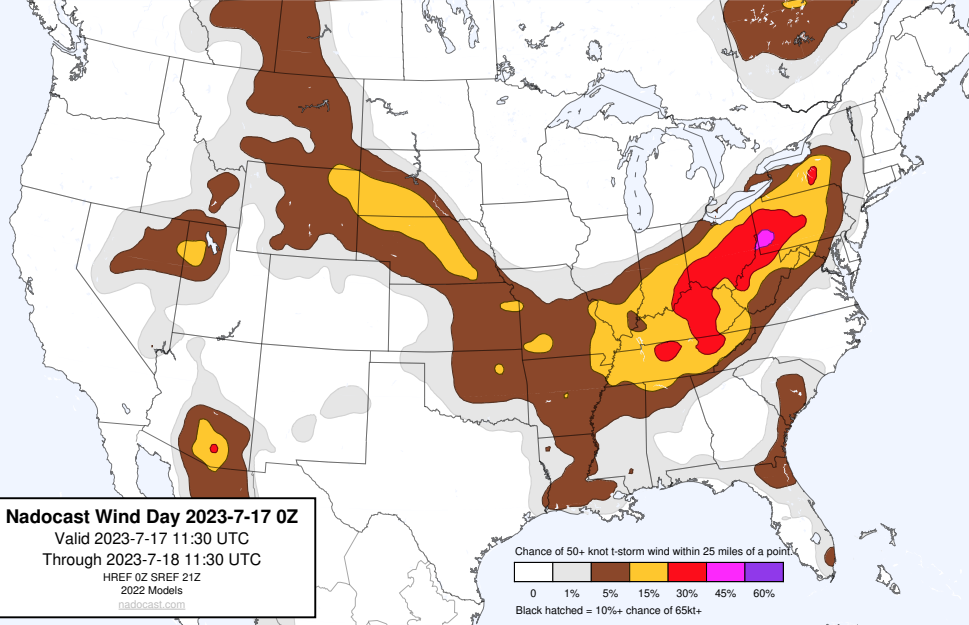 Nadocast Wind Day 2023-7-17 0Z
Valid 2023-7-17 11:30 UTC
Through 2023-7-18 11:30 UTC
HREF 0Z SREF 21Z
2022 Models
nadocast.com
Chance of 50+ knot t-storm wind within 25 miles of a point.
0 1% 5% 15% 30% 45% 60%
Black hatched = 10%+ chance of 65kt+